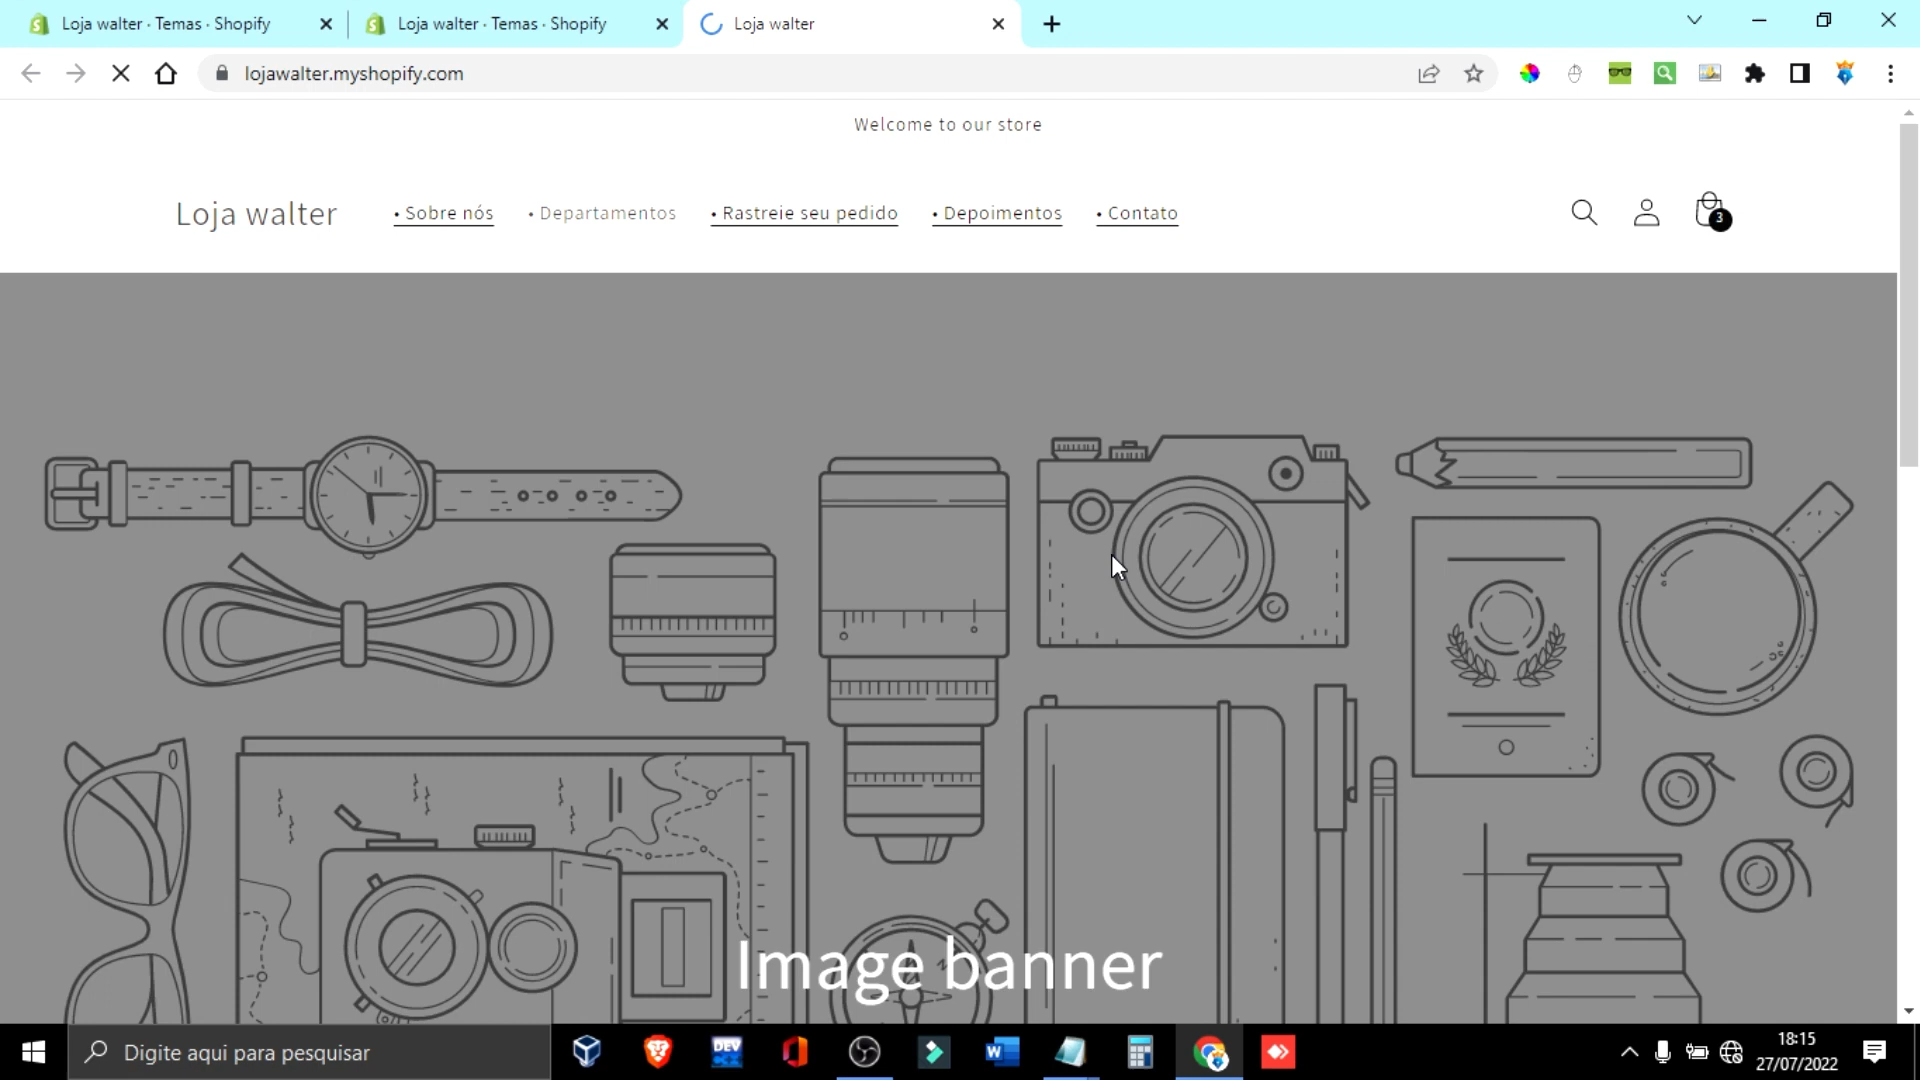 Loja walter · Temas · Shopify
Loja walter · Temas · Shopify
Loja walter
lojawalter.myshopify.com
Welcome to our store
Loja walter
• Sobre nós
• Departamentos
• Rastreie seu pedido
• Depoimentos
• Contato
3
Image banner
Digite aqui para pesquisar
DEV
W
18:15
27/07/2022